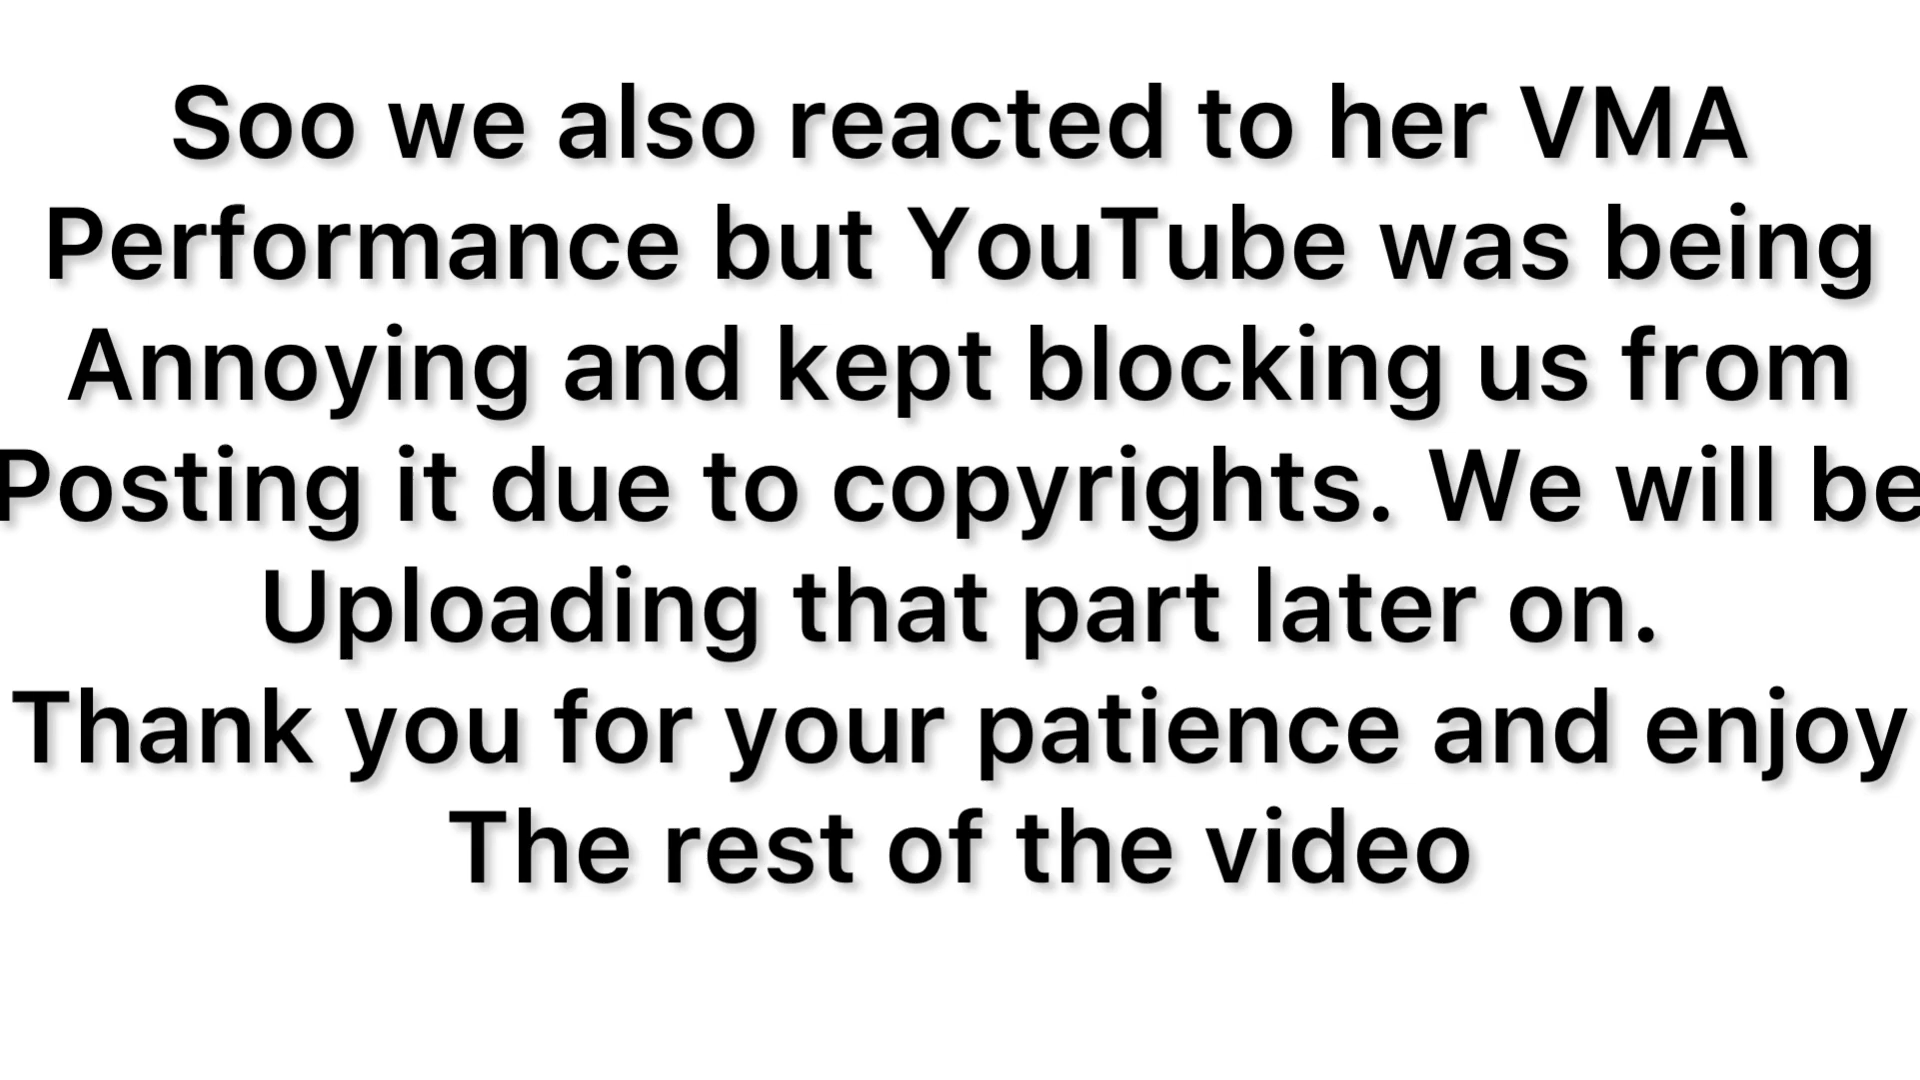 Soo we also reacted to her VMA
Performance but YouTube was being
Annoying and kept blocking us from
Posting it due to copyrights. We will be
Uploading that part later on.
Thank you for your patience and enjoy
The rest of the video